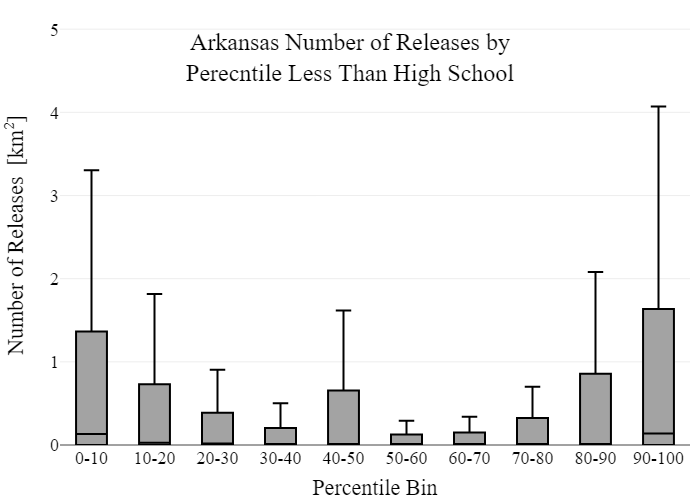 Arkansas Number of Releases by
Perecntile Less Than High School
Number of Releases [km²]
5
4
3
2
1
0
0-10 10-20 20-30 30-40 40-50 50-60 60-70 70-80 80-90 90-100
Percentile Bin